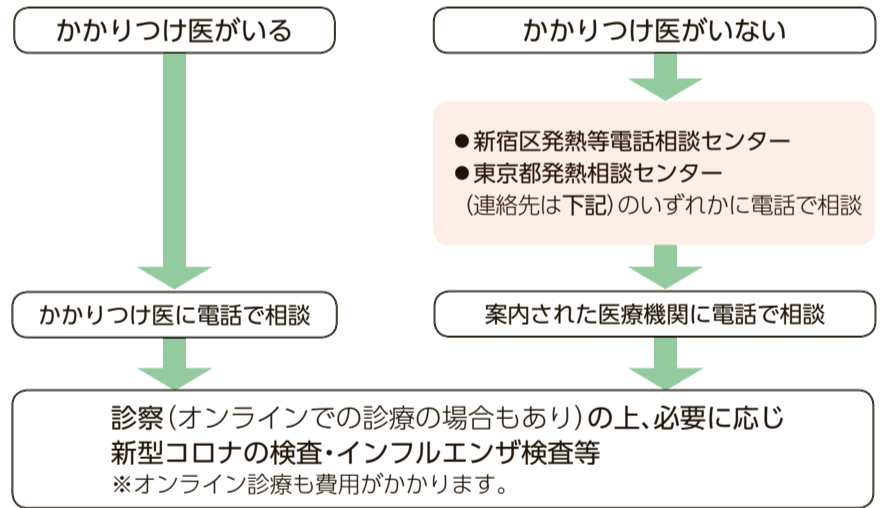 かかりつけ医がいる
かかりつけ医がいない
●新宿区発熱等電話相談センター
●東京都発熱相談センター
(連絡先は下記)のいずれかに電話で相談
かかりつけ医に電話で相談
案内された医療機関に電話で相談
診察(オンラインでの診療の場合もあり)の上、必要に応じ
新型コロナの検査・インフルエンザ検査等
※オンライン診療も費用がかかります。